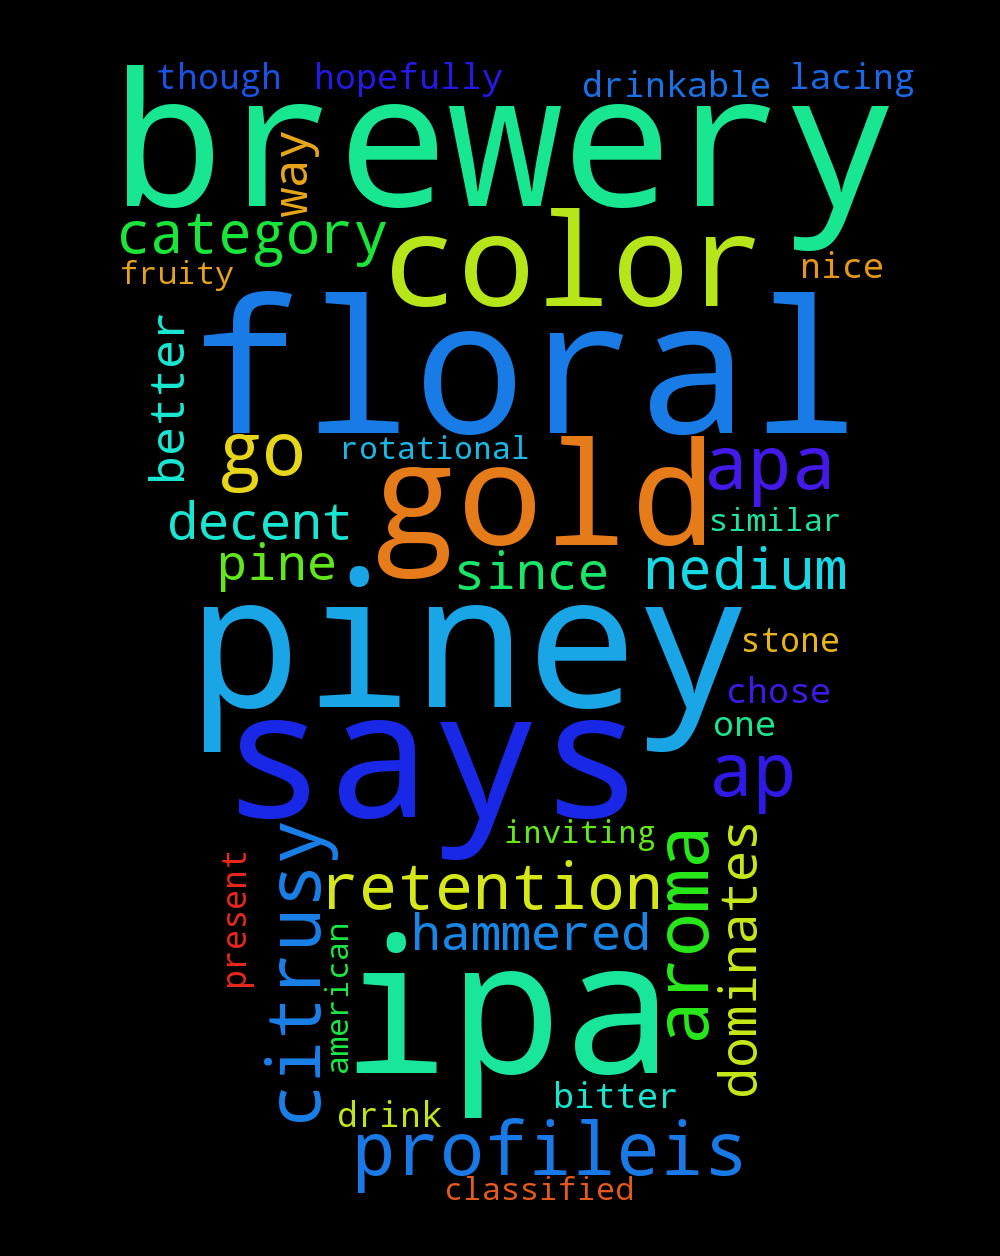 though hopefully drinkable lacing
brewery
way
category color
fruity nice
floral
better
go rotational gold apa
decent similar
pine since nedium
piney stone
chose
says one
ap
inviting
citrusy aroma dominates
present retention
hammered
american ipa
bitter
drink
profileis
classified